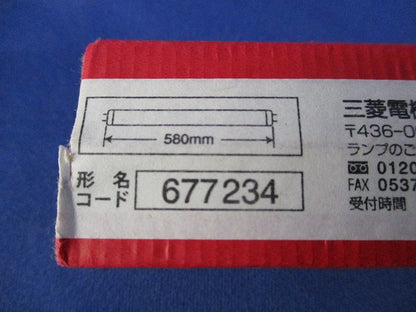 580mm
形名
コード 677234
三菱電機
〒436-0
ランプのご
0120
FAX 0537
受付時間